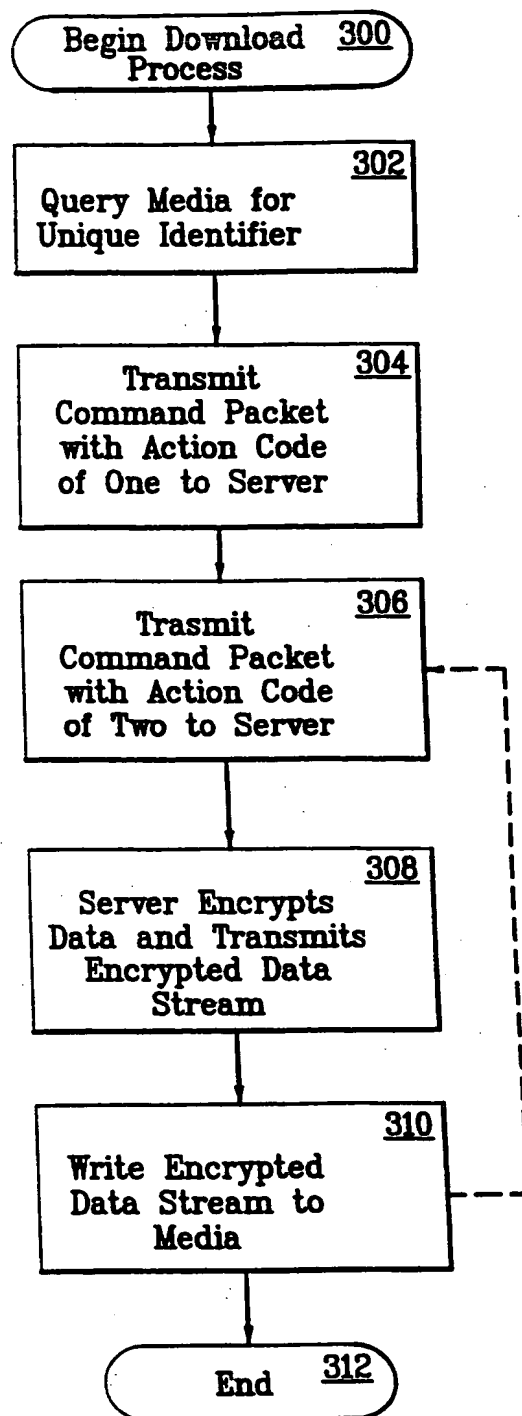 Begin Download 300
Process
302
Query Media for
Unique Identifier
304
Transmit
Command Packet
with Action Code
of One to Server
306
Trasmit
Command Packet
with Action Code
of Two to Server
308
Server Encrypts
Data and Transmits
Encrypted Data
Stream
310
Write Encrypted
Data Stream to
Media
312
End